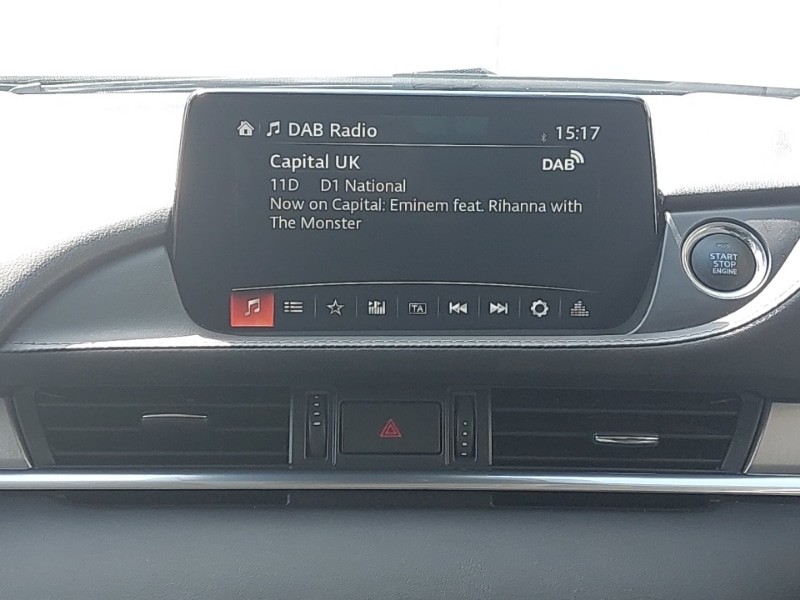 DAB Radio 15:17
Capital UK DAB
11D D1 National
Now on Capital: Eminem feat. Rihanna with
The Monster
TA
START
STOP
ENGINE